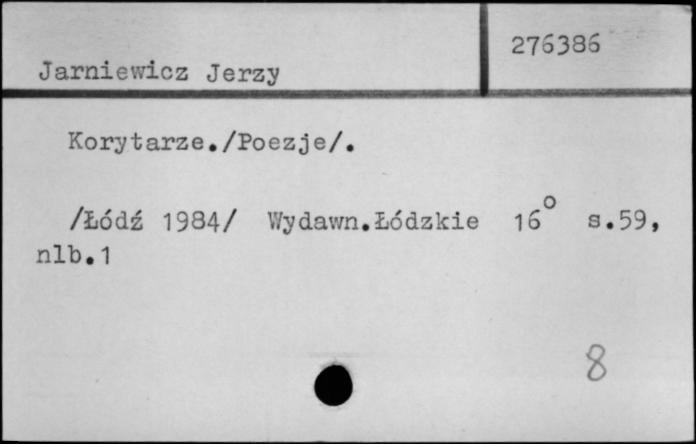 276386
Jarniewicz Jerzy
Korytarze./Poezje/.
/Łódź 1984/ Wydawn.Łódzkie 16° s.59,
nlb.1
8